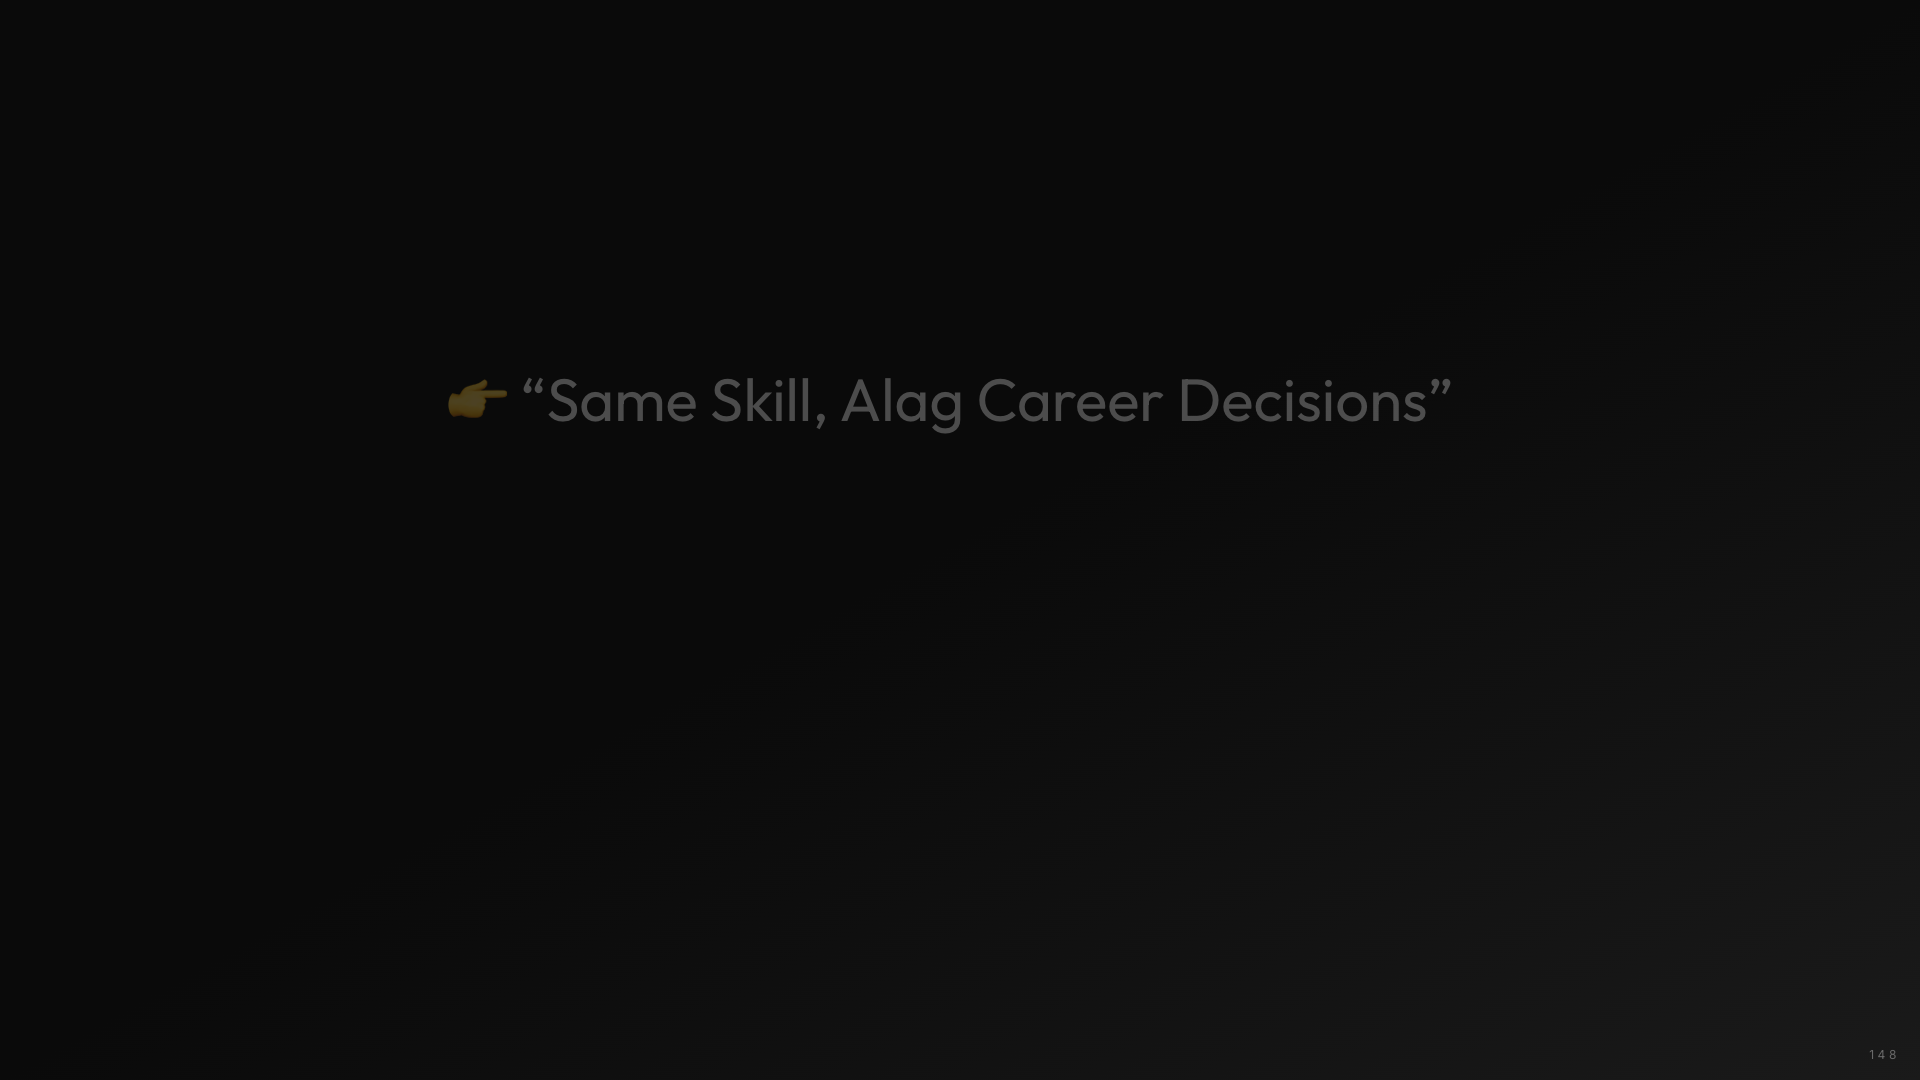 👉 “Same Skill, Alag Career Decisions”
148